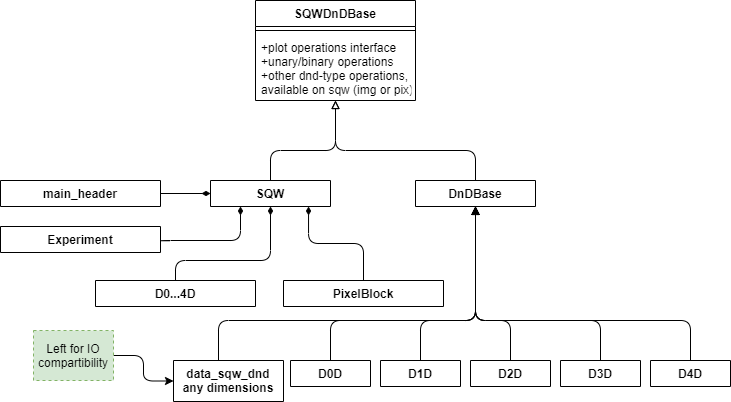 SQWDnDBase
+plot operations interface
+unary/binary operations
+other dnd-type operations,
available on sqw (img or pix)
main_header
SQW
DnDBase
Experiment
D0...4D
PixelBlock
Left for IO
compartibility
data_sqw_dnd
any dimensions
D0D
D1D
D2D
D3D
D4D